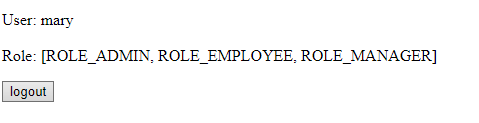 User: mary
Role: [ROLE_ADMIN, ROLE_EMPLOYEE, ROLE_MANAGER]
logout